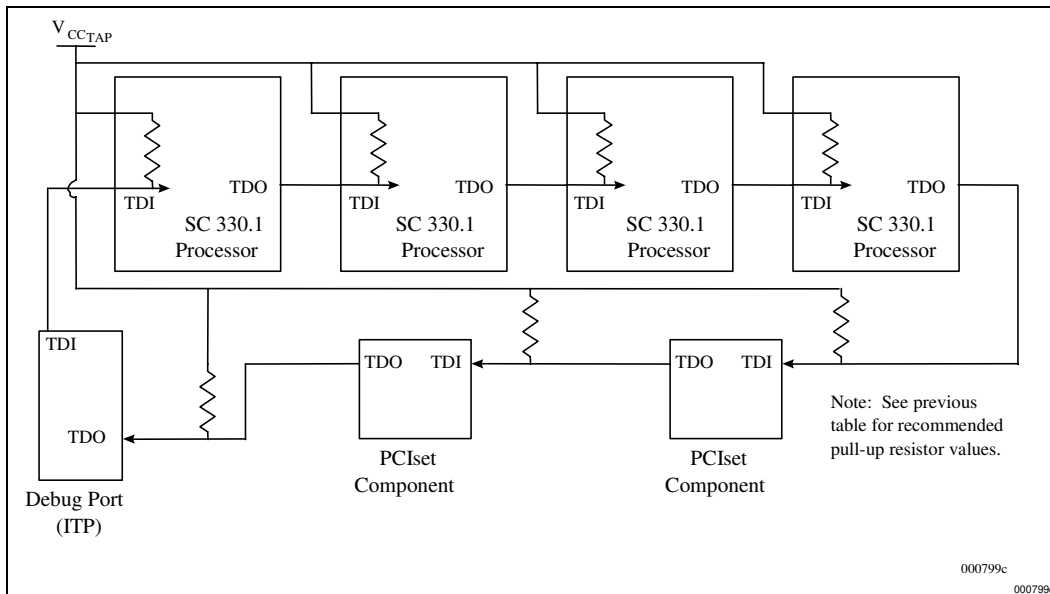 V CCTAP
TDO
TDO
TDO
TDO
TDI
TDI
TDI
TDI
SC 330.1
Processor
SC 330.1
Processor
SC 330.1
Processor
SC 330.1
Processor
TDI
TDO
TDO
TDI
TDO
TDI
Note: See previous
table for recommended
pull-up resistor values.
PCIset
Component
PCIset
Component
Debug Port
(ITP)
000799c